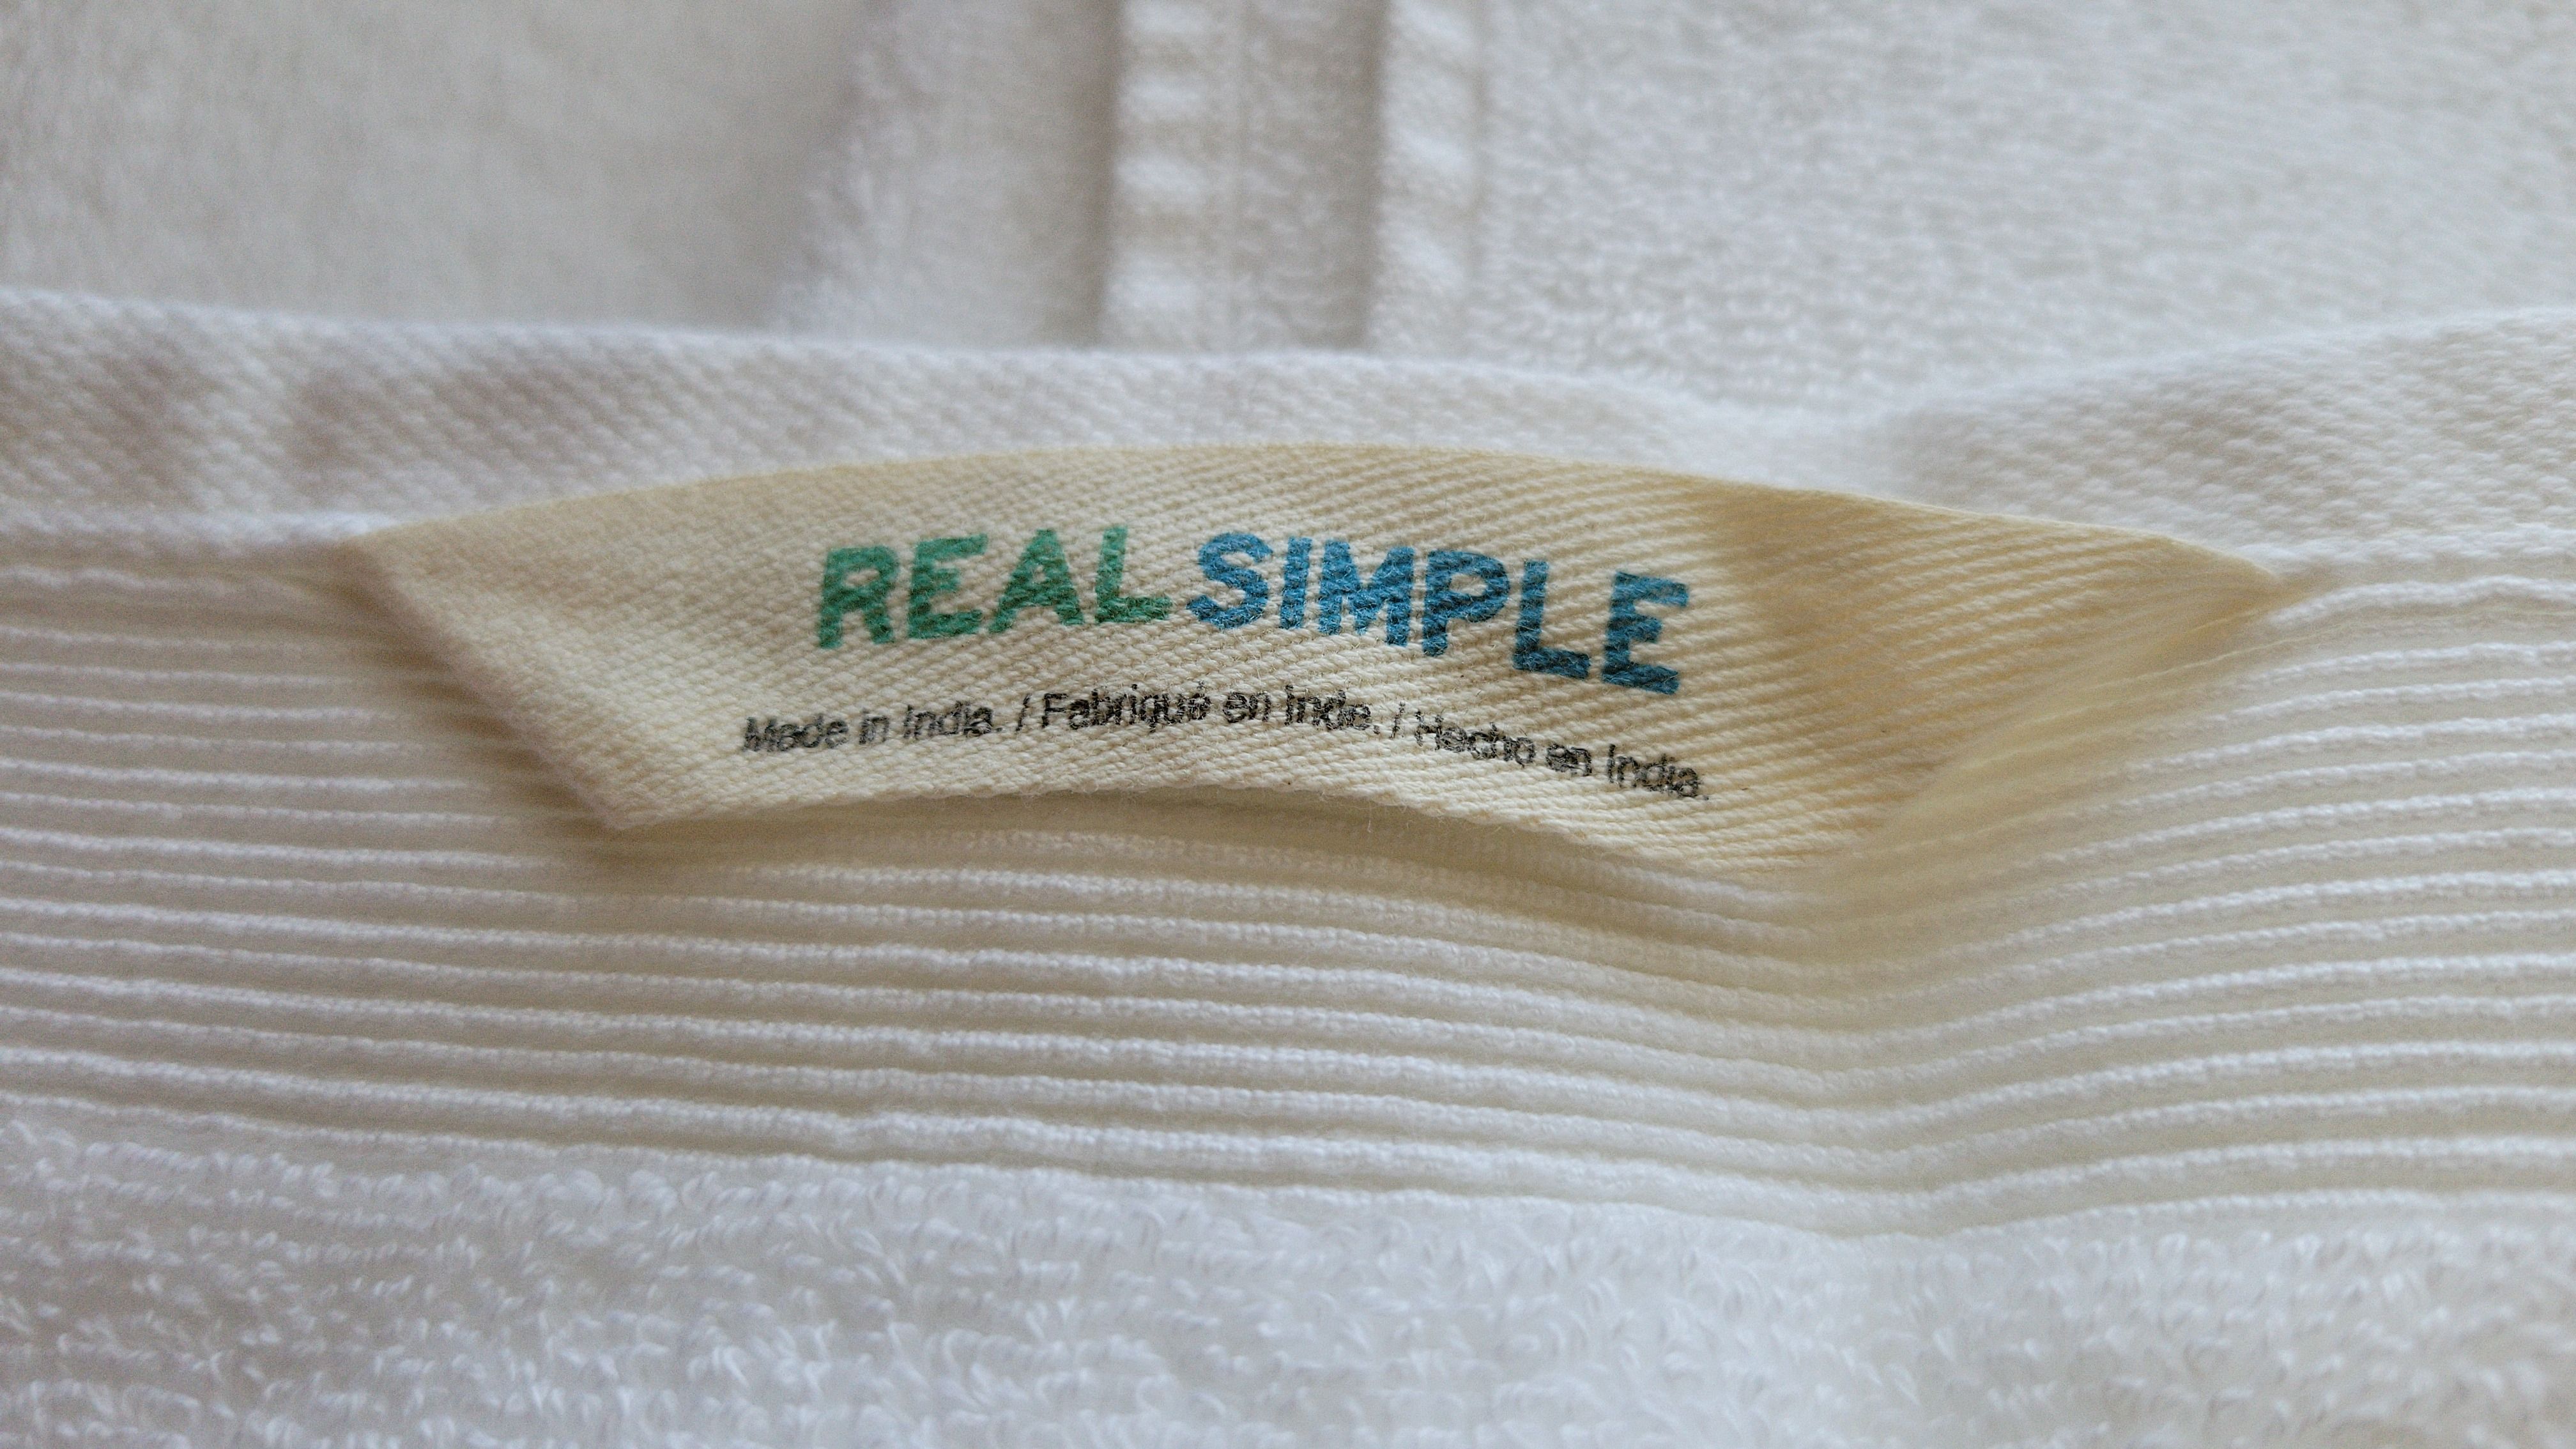 REAL SIMPLE
Made in India. / Fabriqué en Inde. / Hecho en India.